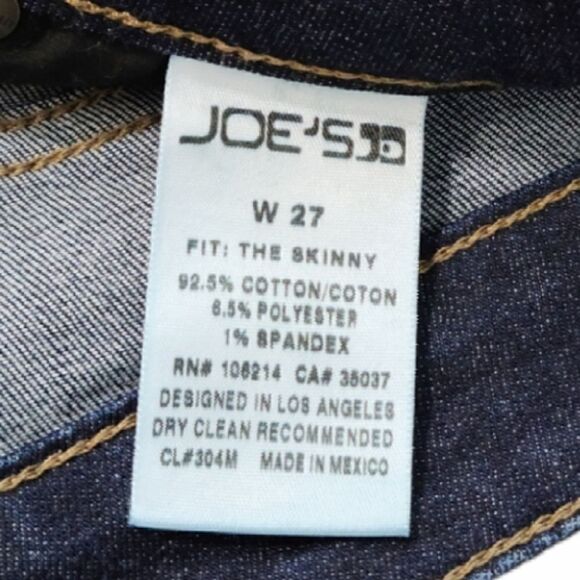 JOE'S
W 27
FIT: THE SKINNY
92.5% COTTON/COTON
6.5% POLYESTER
1% SPANDEX
RN# 106214 CA# 35037
DESIGNED IN LOS ANGELES
DRY CLEAN RECOMMENDED
CL#304M MADE IN MEXICO